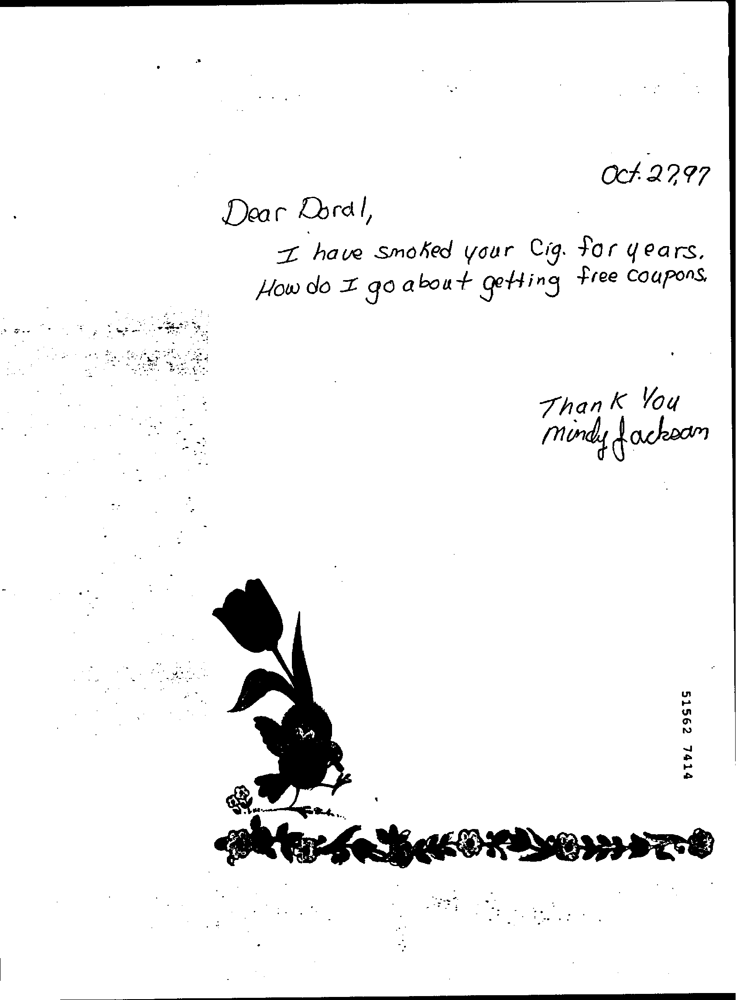 Oct. 27,97
Dear Doral,
I have smoked your Cig. for years.
How do I go about getting free coupons.
Thank You
Mindy Jackson
51562 7414